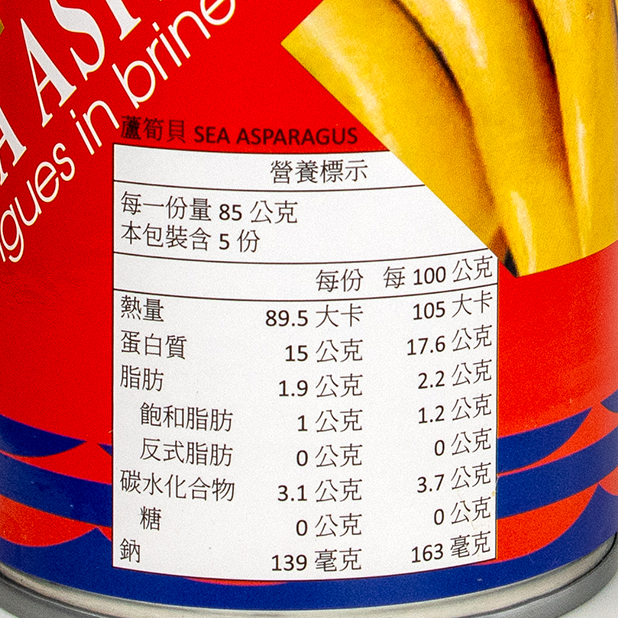 igues in brine
蘆筍貝 SEA ASPARAGUS
營養標示
每一份量 85 公克
本包裝含 5 份
每份 每 100 公克
熱量 89.5 大卡 105 大卡
蛋白質 15 公克 17.6 公克
脂肪 1.9 公克 2.2 公克
飽和脂肪 1 公克 1.2 公克
反式脂肪 0 公克 0 公克
碳水化合物 3.1 公克 3.7 公克
糖 0 公克 0 公克
鈉 139 毫克 163 毫克